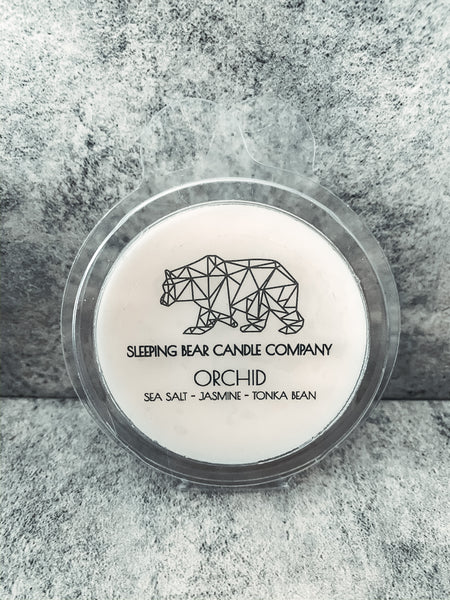 SLEEPING BEAR CANDLE COMPANY
ORCHID
SEA SALT - JASMINE - TONKA BEAN